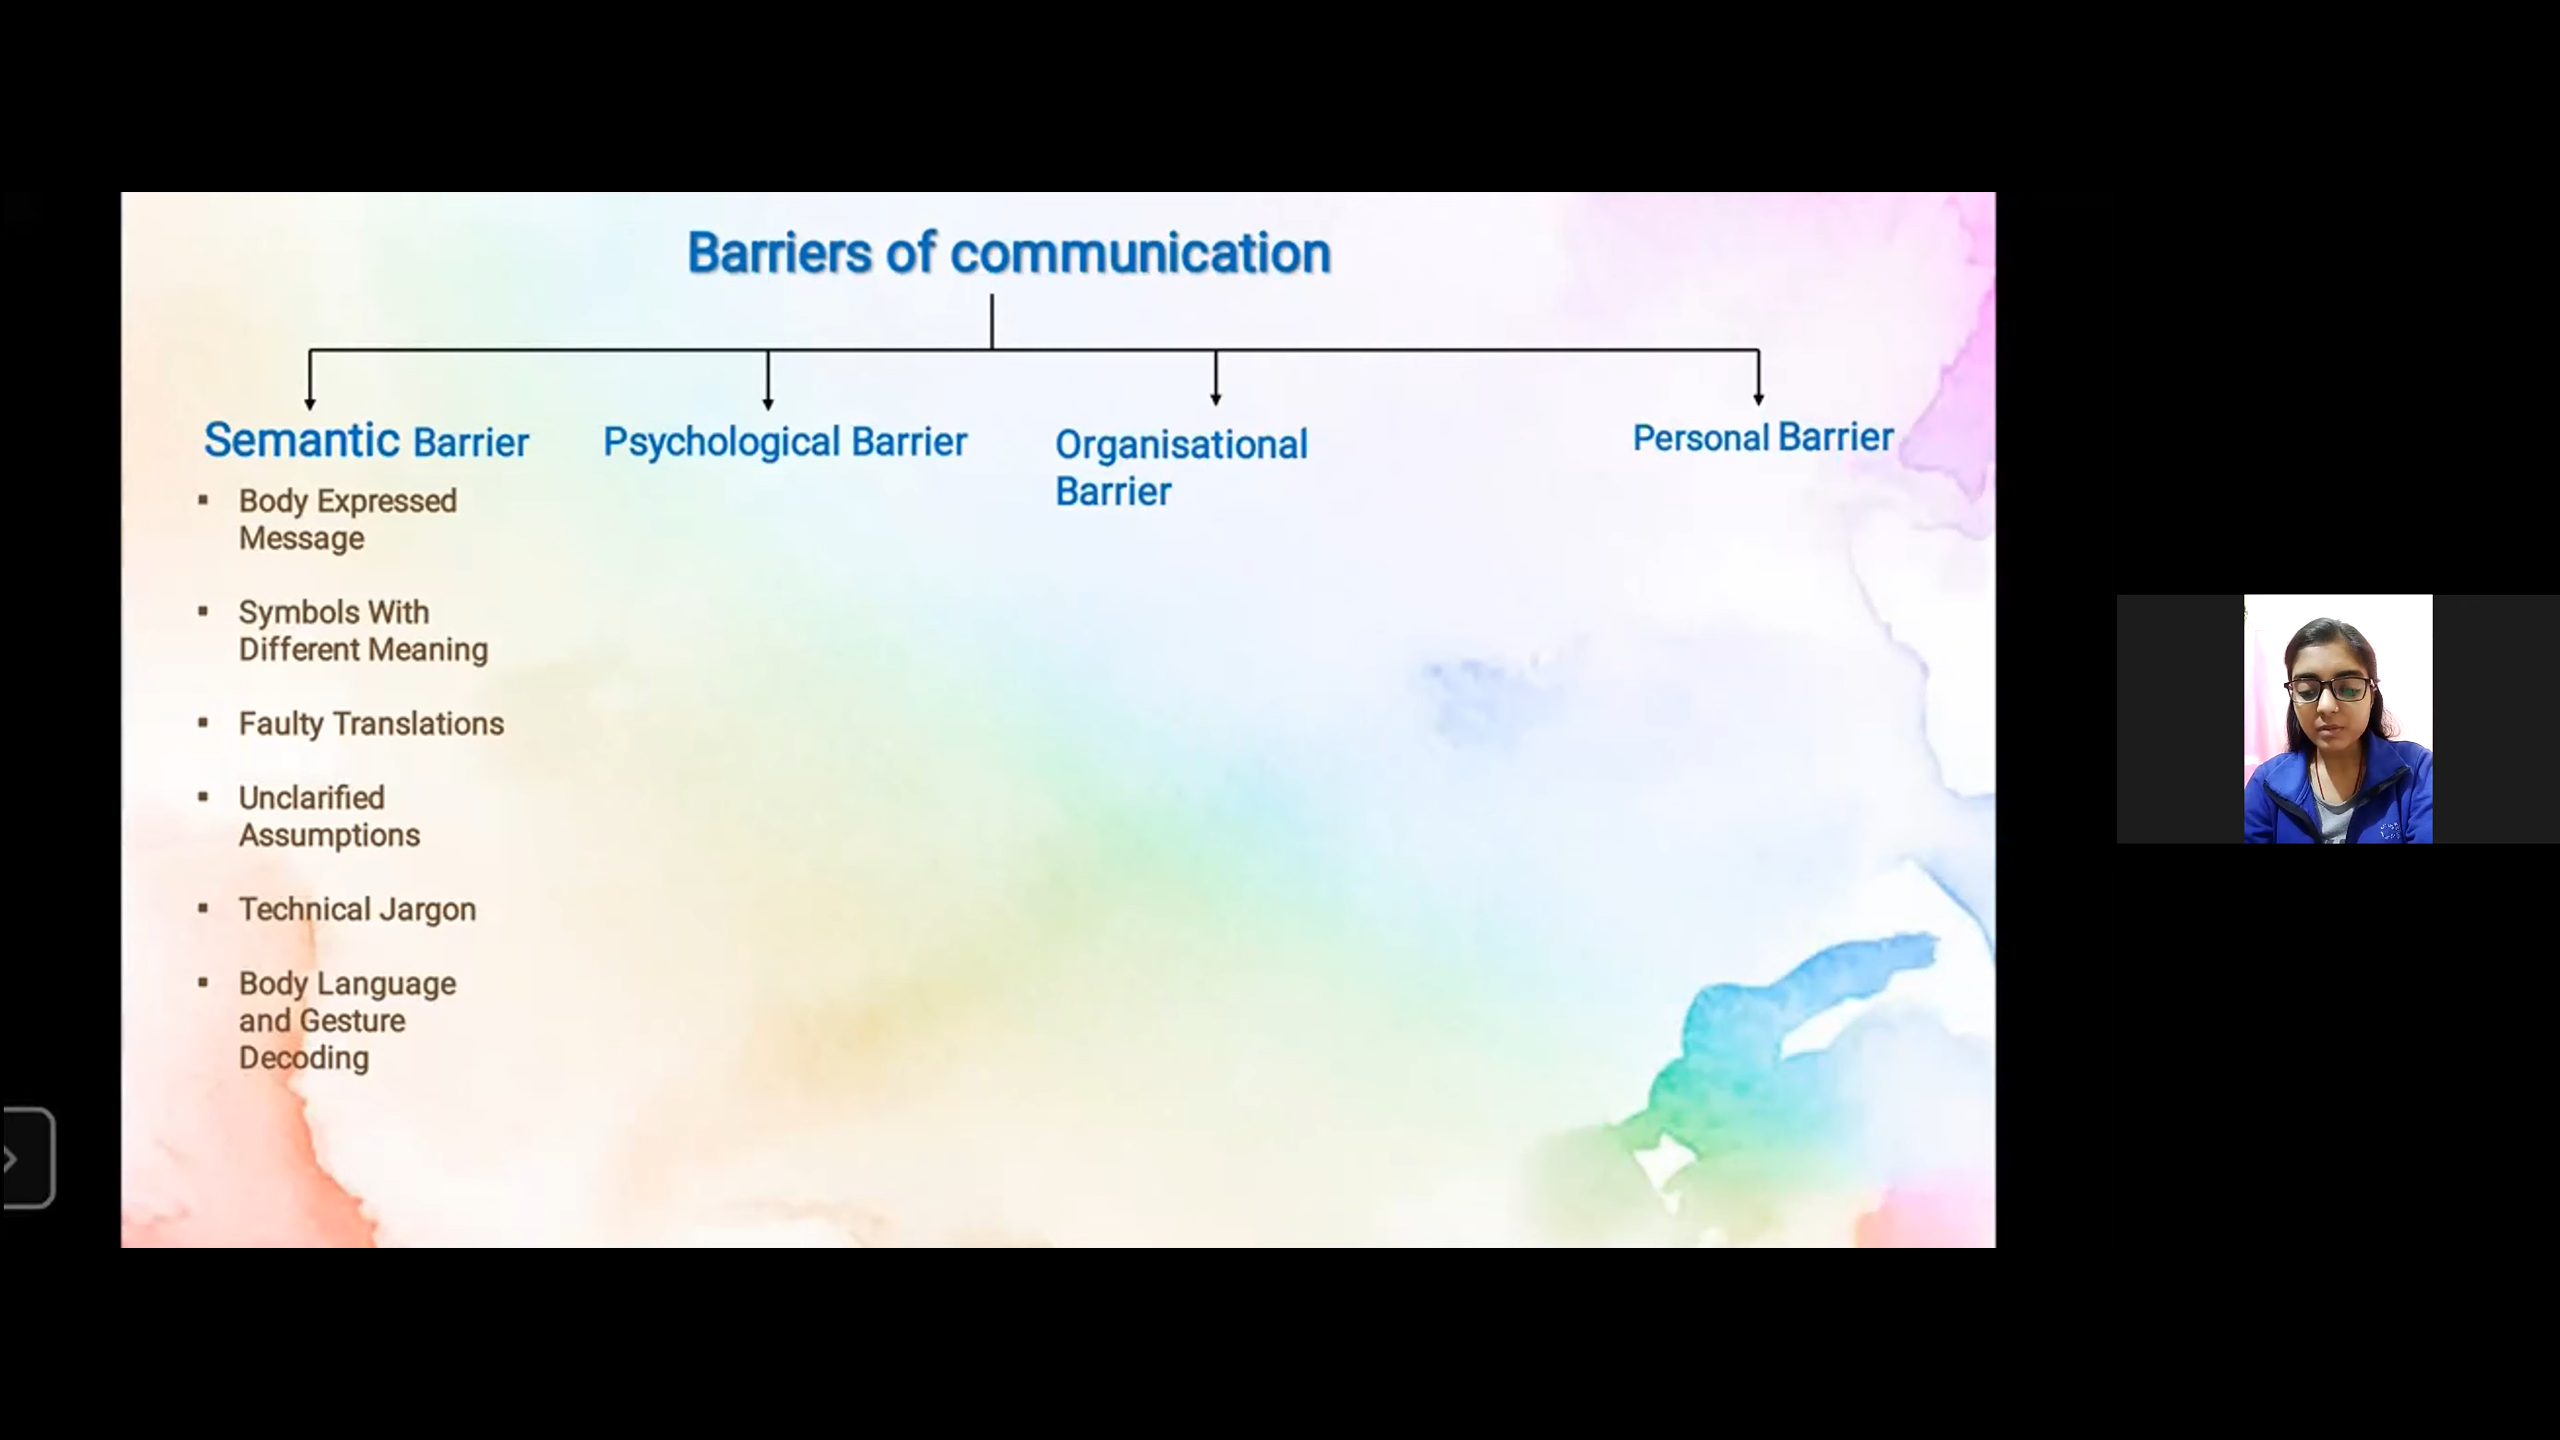 Barriers of communication
Semantic Barrier
Body Expressed
Message
Symbols With
Different Meaning
Faulty Translations
Unclarified
Assumptions
Technical Jargon
Body Language
and Gesture
Decoding
Psychological Barrier
Organisational
Barrier
Personal Barrier